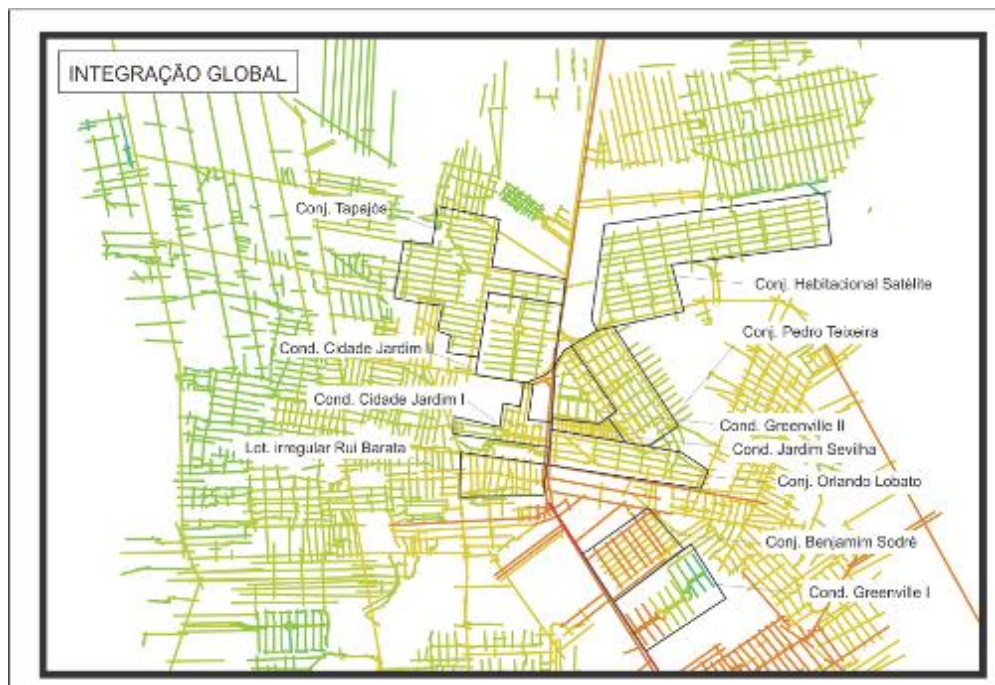 INTEGRAÇÃO GLOBAL
Conj. Tapajós
Conj. Habitacional Satélite
Conj. Pedro Teixeira
Cond. Cidade Jardim II
Cond. Cidade Jardim I
Cond. Greenville II
Lot. irregular Rui Barata
Cond. Jardim Sevilha
Conj. Orlando Lobato
Conj. Benjamim Sodré
Cond. Greenville I